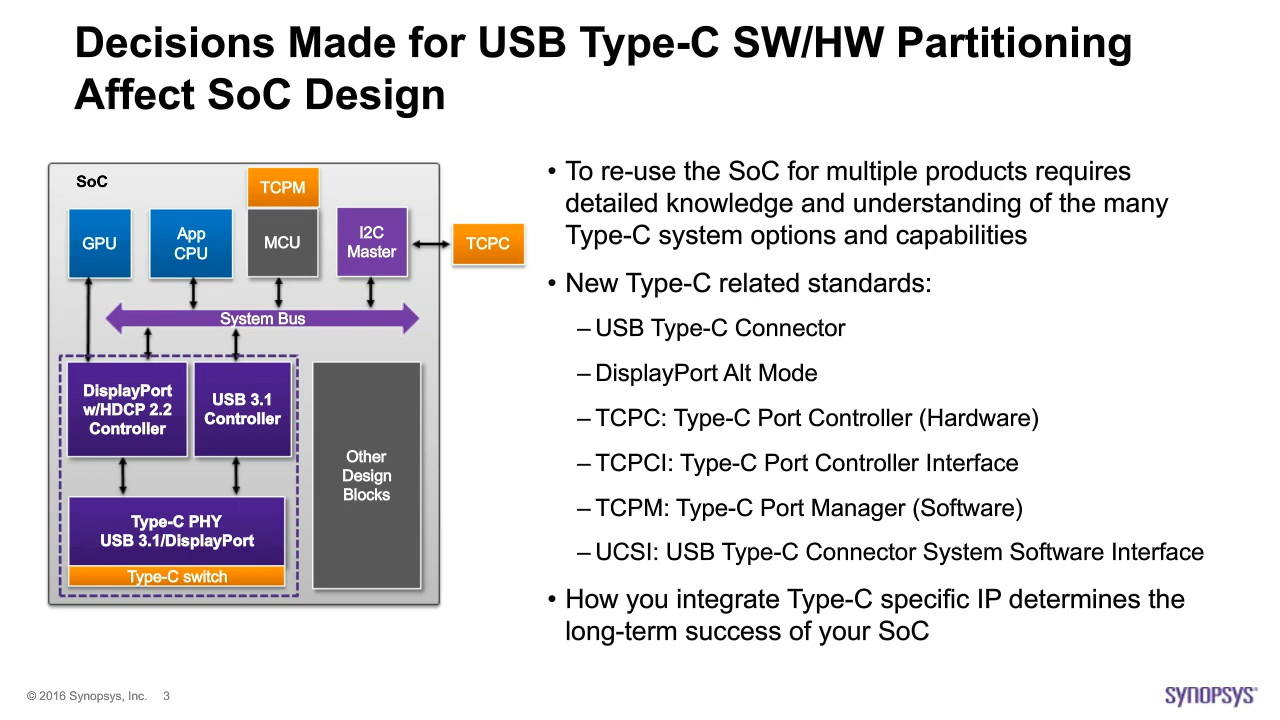 Decisions Made for USB Type-C SW/HW Partitioning
Affect SoC Design
SoC
TCPM
GPU
App
CPU
MCU
I2C
Master
TCPC
System Bus
DisplayPort
w/HDCP 2.2
Controller
USB 3.1
Controller
Other
Design
Blocks
Type-C PHY
USB 3.1/DisplayPort
Type-C switch
• To re-use the SoC for multiple products requires
detailed knowledge and understanding of the many
Type-C system options and capabilities
• New Type-C related standards:
– USB Type-C Connector
– DisplayPort Alt Mode
– TCPC: Type-C Port Controller (Hardware)
– TCPCI: Type-C Port Controller Interface
– TCPM: Type-C Port Manager (Software)
– UCSI: USB Type-C Connector System Software Interface
• How you integrate Type-C specific IP determines the
long-term success of your SoC
© 2016 Synopsys, Inc. 3
SYNOPSYS®